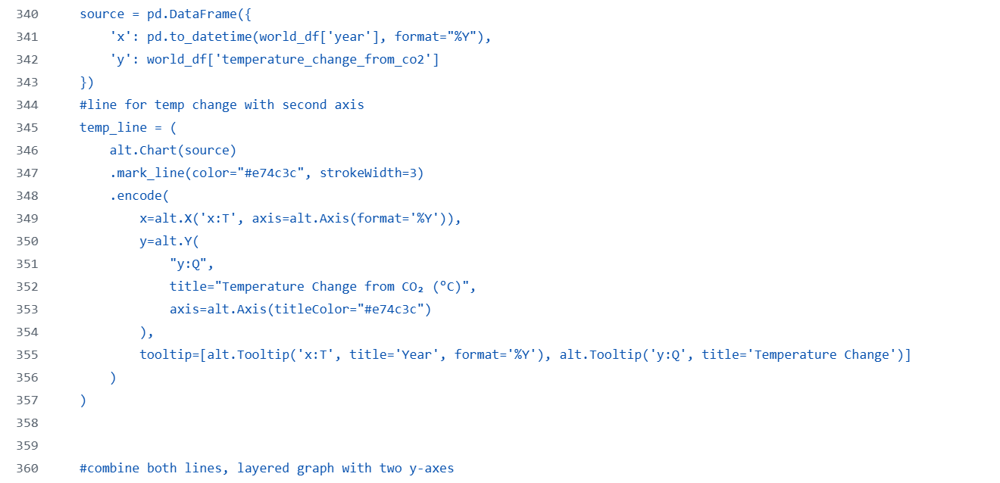 340 source = pd.DataFrame({
341 'x': pd.to_datetime(world_df['year'], format="%Y"),
342 'y': world_df['temperature_change_from_co2']
343 })
344 #line for temp change with second axis
345 temp_line = (
346 alt.Chart(source)
347 .mark_line(color="#e74c3c", strokeWidth=3)
348 .encode(
349 x=alt.X('x:T', axis=alt.Axis(format='%Y')),
350 y=alt.Y(
351 "y:Q",
352 title="Temperature Change from CO₂ (°C)",
353 axis=alt.Axis(titleColor="#e74c3c")
354 ),
355 tooltip=[alt.Tooltip('x:T', title='Year', format='%Y'), alt.Tooltip('y:Q', title='Temperature Change')]
356 )
357 )
358
359
360 #combine both lines, layered graph with two y-axes